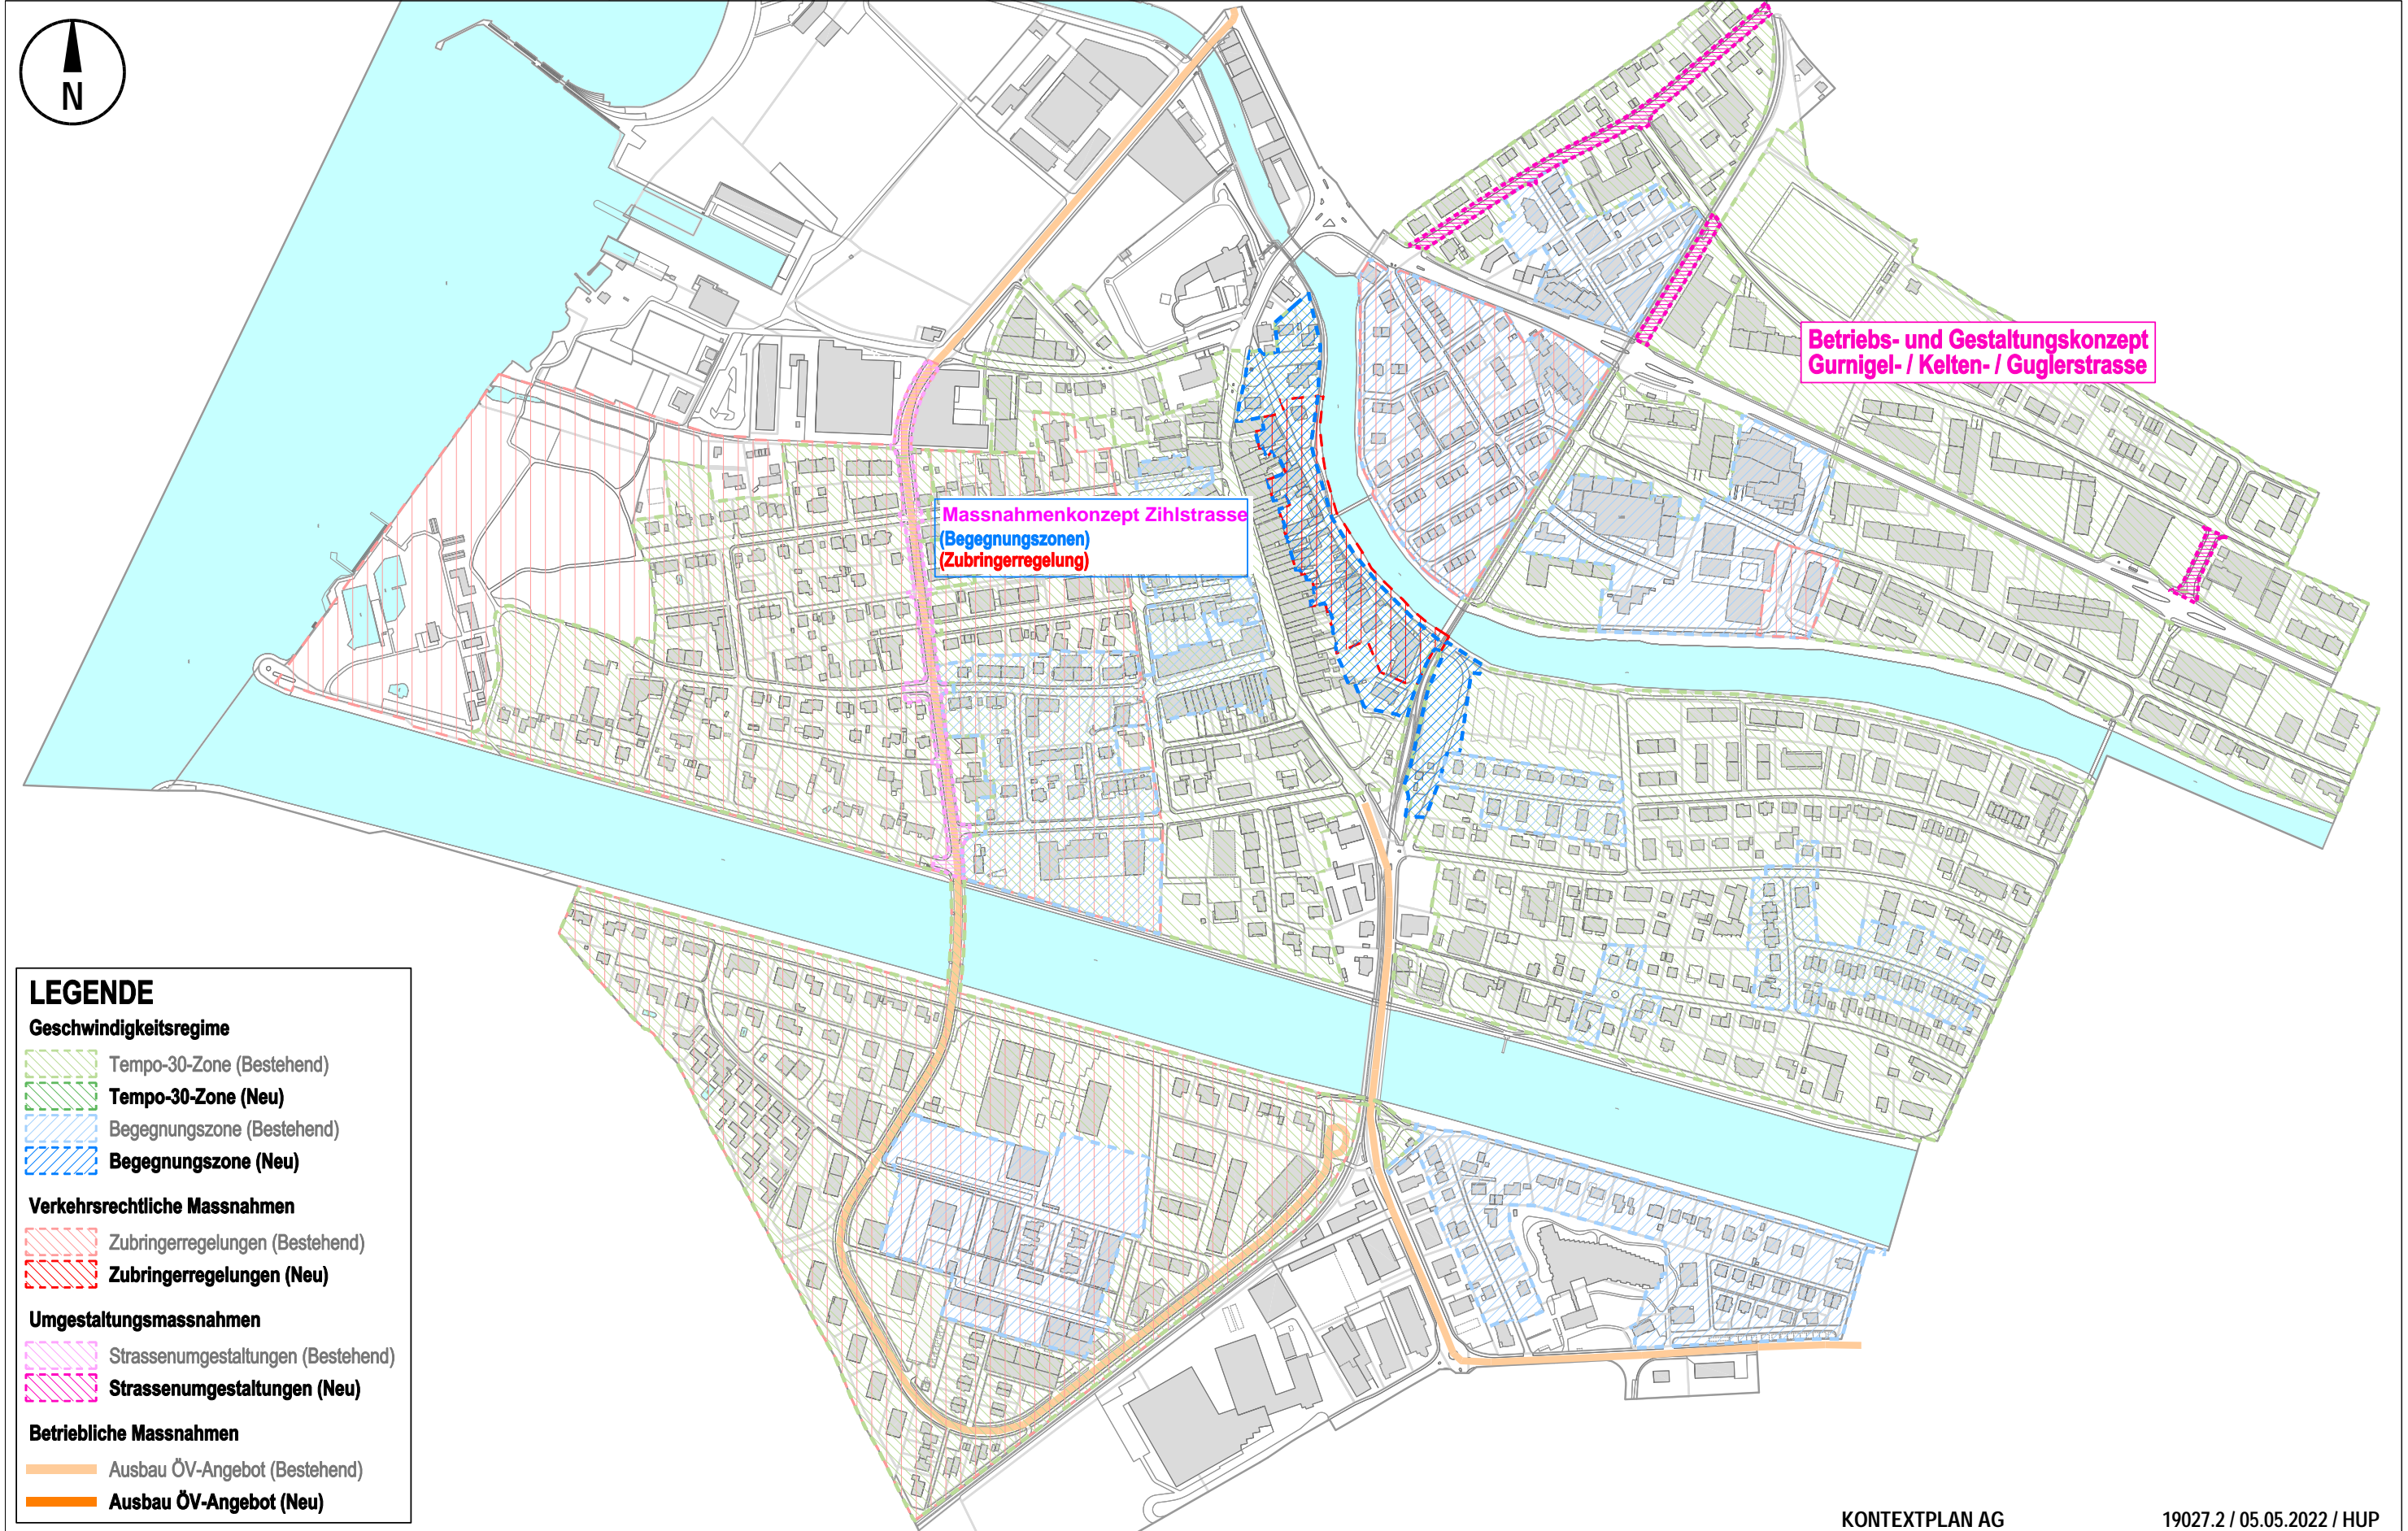 N
Betriebs- und Gestaltungskonzept
Gurnigel- / Kelten- / Guglerstrasse
Massnahmenkonzept Zihlstrasse
(Begegnungszonen)
(Zubringerregelung)
LEGENDE
Geschwindigkeitsregime
Tempo-30-Zone (Bestehend)
Tempo-30-Zone (Neu)
Begegnungszone (Bestehend)
Begegnungszone (Neu)
Verkehrsrechtliche Massnahmen
Zubringerregelungen (Bestehend)
Zubringerregelungen (Neu)
Umgestaltungsmassnahmen
Strassenumgestaltungen (Bestehend)
Strassenumgestaltungen (Neu)
Betriebliche Massnahmen
Ausbau ÖV-Angebot (Bestehend)
Ausbau ÖV-Angebot (Neu)
KONTEXTPLAN AG 19027.2 / 05.05.2022 / HUP